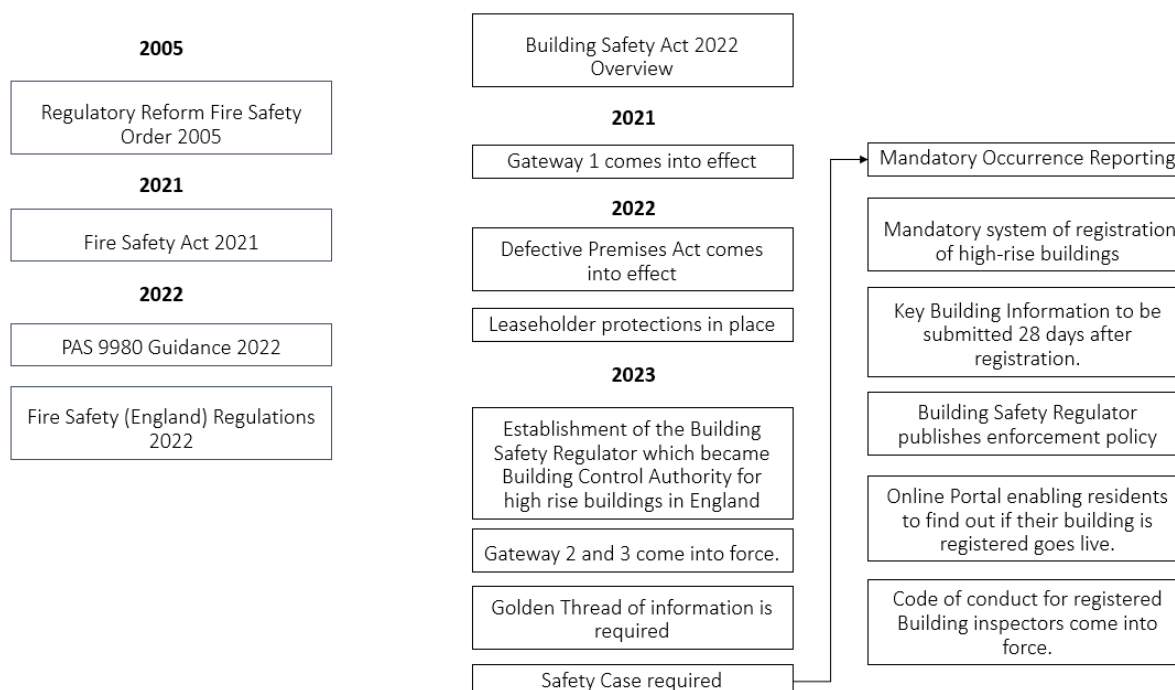 2005
Regulatory Reform Fire Safety
Order 2005
2021
Fire Safety Act 2021
2022
PAS 9980 Guidance 2022
Fire Safety (England) Regulations
2022
Building Safety Act 2022
Overview
2021
Gateway 1 comes into effect
2022
Defective Premises Act comes
into effect
Leaseholder protections in place
2023
Establishment of the Building
Safety Regulator which became
Building Control Authority for
high rise buildings in England
Gateway 2 and 3 come into force.
Golden Thread of information is
required
Safety Case required
Mandatory Occurrence Reporting
Mandatory system of registration
of high-rise buildings
Key Building Information to be
submitted 28 days after
registration.
Building Safety Regulator
publishes enforcement policy
Online Portal enabling residents
to find out if their building is
registered goes live.
Code of conduct for registered
Building inspectors come into
force.